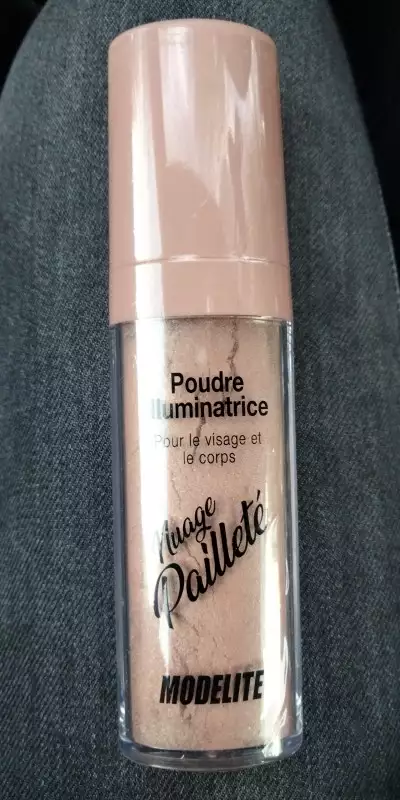 Poudre
Illuminatrice
Pour le visage et
le corps
Nuage
Pailleté
MODELITE